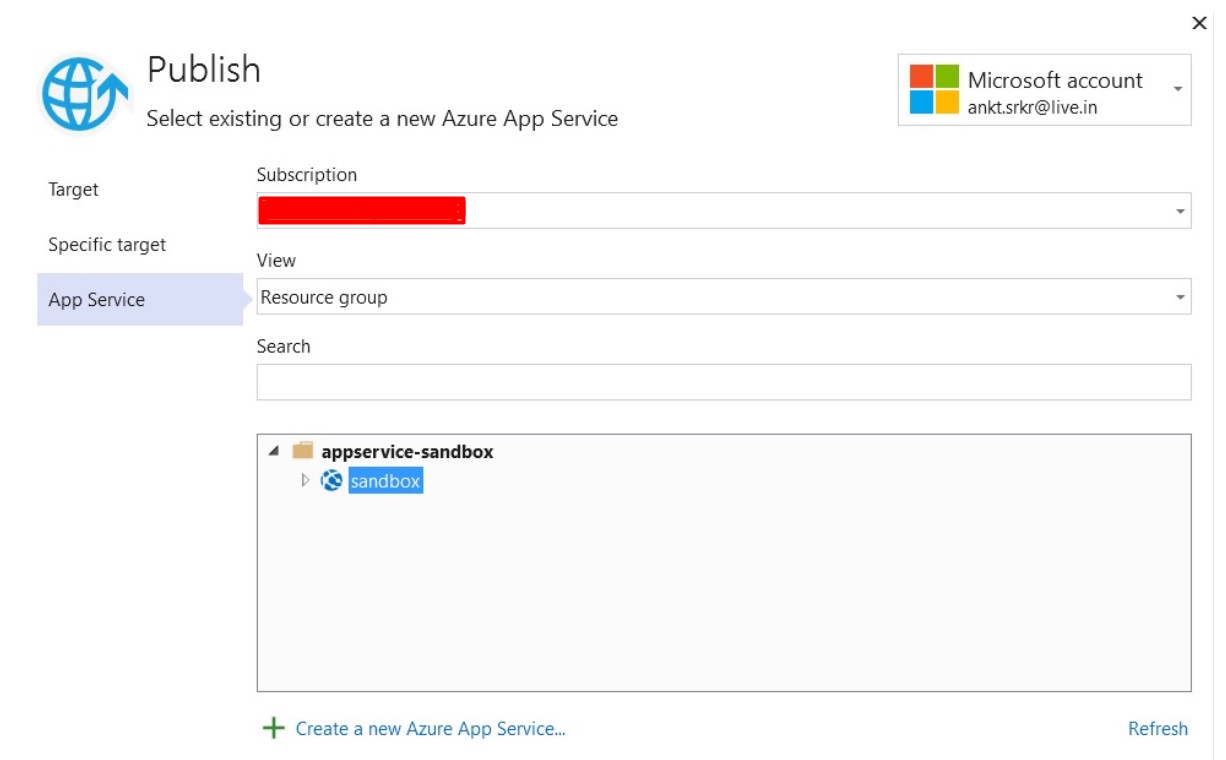 Publish
Select existing or create a new Azure App Service
Microsoft account
ankt.srkr@live.in
Target
Specific target
App Service
Subscription
View
Resource group
Search
appservice-sandbox
sandbox
Create a new Azure App Service...
Refresh